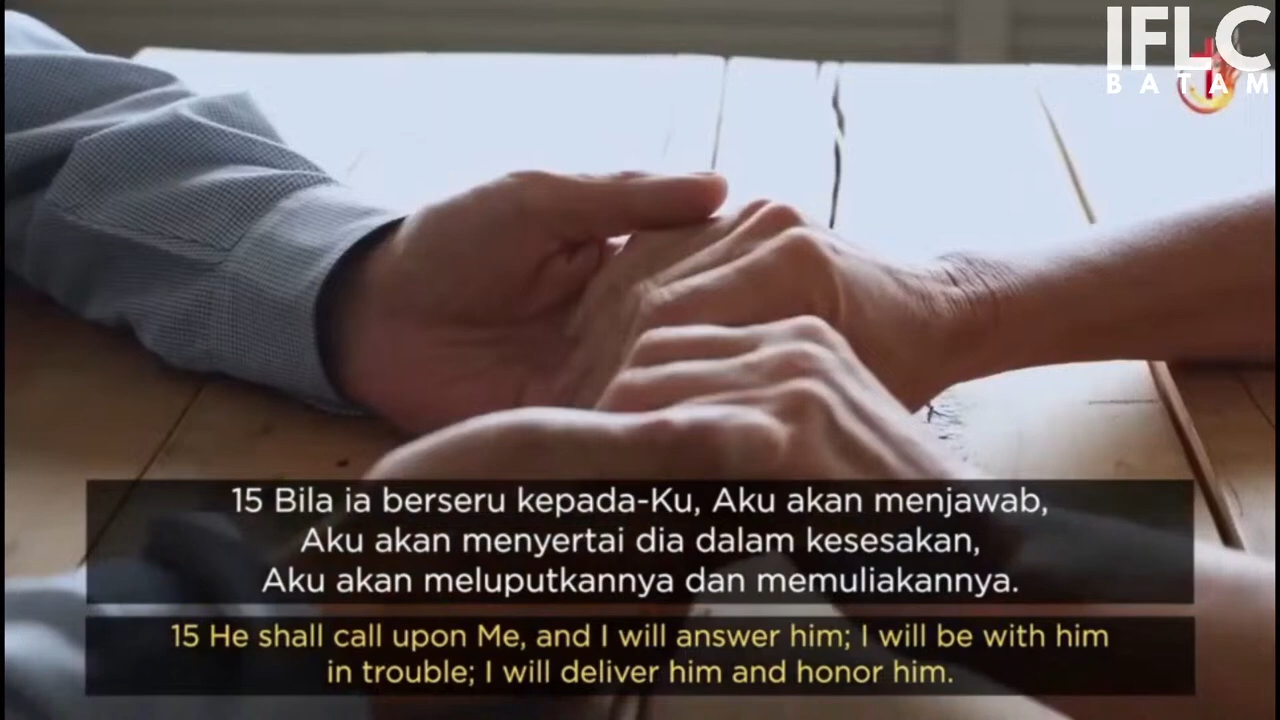 IFLC
BATAM
15 Bila ia berseru kepada-Ku, Aku akan menjawab,
Aku akan menyertai dia dalam kesesakan,
Aku akan meluputkannya dan memuliakannya.
15 He shall call upon Me, and I will answer him; I will be with him
in trouble; I will deliver him and honor him.